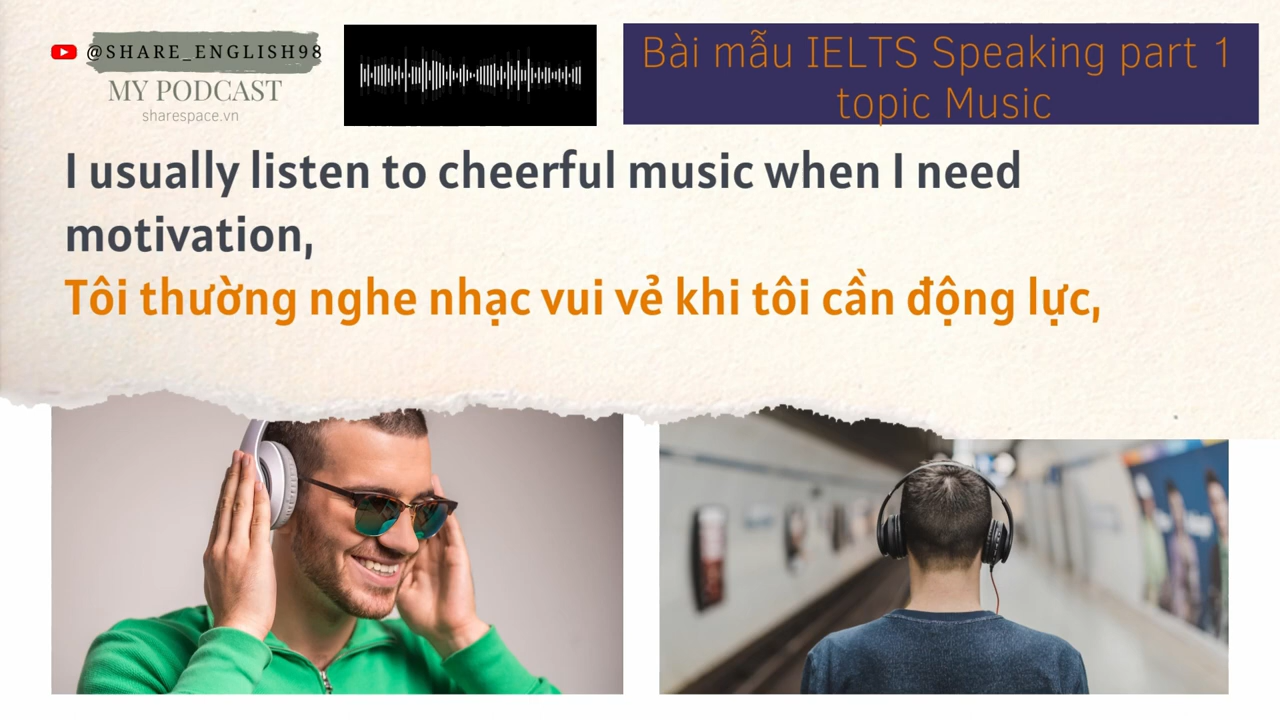 @SHARE_ENGLISH98
MY PODCAST
sharespace.vn
Bài mẫu IELTS Speaking part 1
topic Music
I usually listen to cheerful music when I need
motivation,
Tôi thường nghe nhạc vui vẻ khi tôi cần động lực,